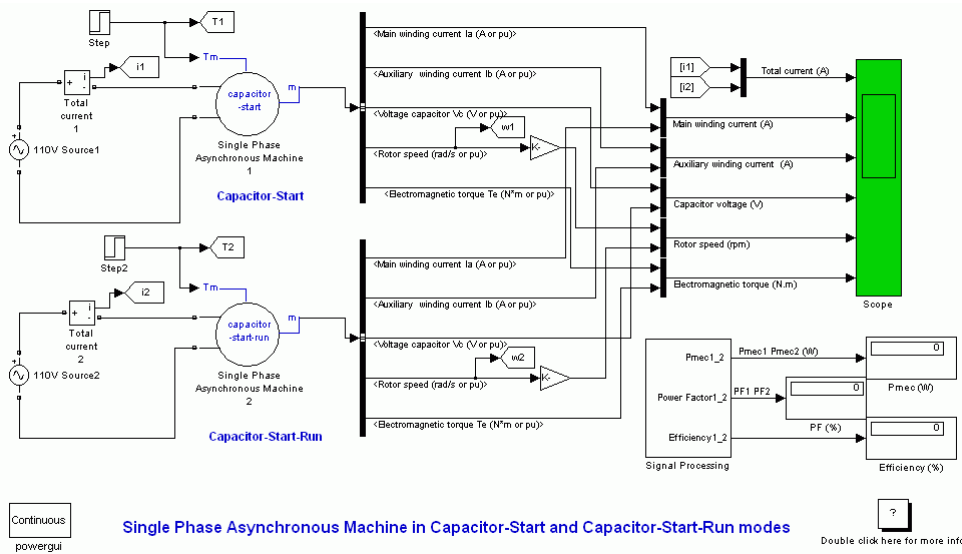 Step
T1
Tm
i1
+
i
-
Total
current
1
capacitor
-start
m
+
110V Source1
Single Phase
Asynchronous Machine
1
Capacitor-Start
<Main winding current Ia (A or pu)>
<Auxiliary winding current Ib (A or pu)>
<Voltage capacitor Vc (V or pu)>
w1
<Rotor speed (rad/s or pu)>
K-
<Electromagnetic torque Te (N*m or pu)>
[i1]
[i2]
Total current (A)
Main winding current (A)
Auxiliary winding current (A)
Capacitor voltage (V)
Rotor speed (rpm)
Electromagnetic torque (N.m)
Scope
Step2
T2
Tm
i2
+
i
-
Total
current
2
capacitor
-start-run
m
+
110V Source2
Single Phase
Asynchronous Machine
2
Capacitor-Start-Run
<Main winding current Ia (A or pu)>
<Auxiliary winding current Ib (A or pu)>
<Voltage capacitor Vc (V or pu)>
w2
<Rotor speed (rad/s or pu)>
K-
<Electromagnetic torque Te (N*m or pu)>
Pmec1_2
Pmec1 Pmec2 (W)
0
Pmec (W)
Power Factor1_2
PF1 PF2
0
PF (%)
Efficiency1_2
0
Efficiency (%)
Signal Processing
Continuous
powergui
Single Phase Asynchronous Machine in Capacitor-Start and Capacitor-Start-Run modes
?
Double click here for more info